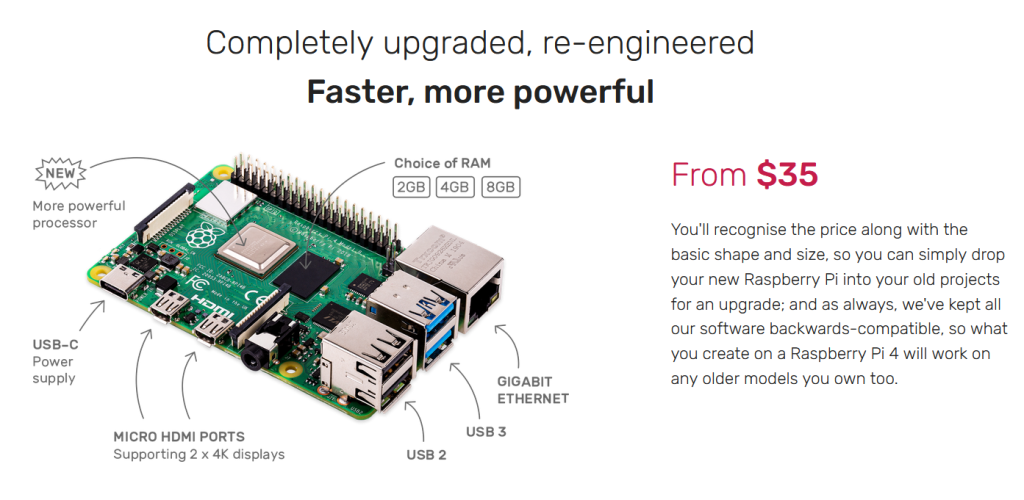 Completely upgraded, re-engineered
Faster, more powerful
NEW
More powerful
processor
Choice of RAM
2GB 4GB 8GB
USB-C
Power
supply
MICRO HDMI PORTS
Supporting 2 x 4K displays
USB 2
USB 3
GIGABIT
ETHERNET
HDMI
From $35
You'll recognise the price along with the
basic shape and size, so you can simply drop
your new Raspberry Pi into your old projects
for an upgrade; and as always, we've kept all
our software backwards-compatible, so what
you create on a Raspberry Pi 4 will work on
any older models you own too.